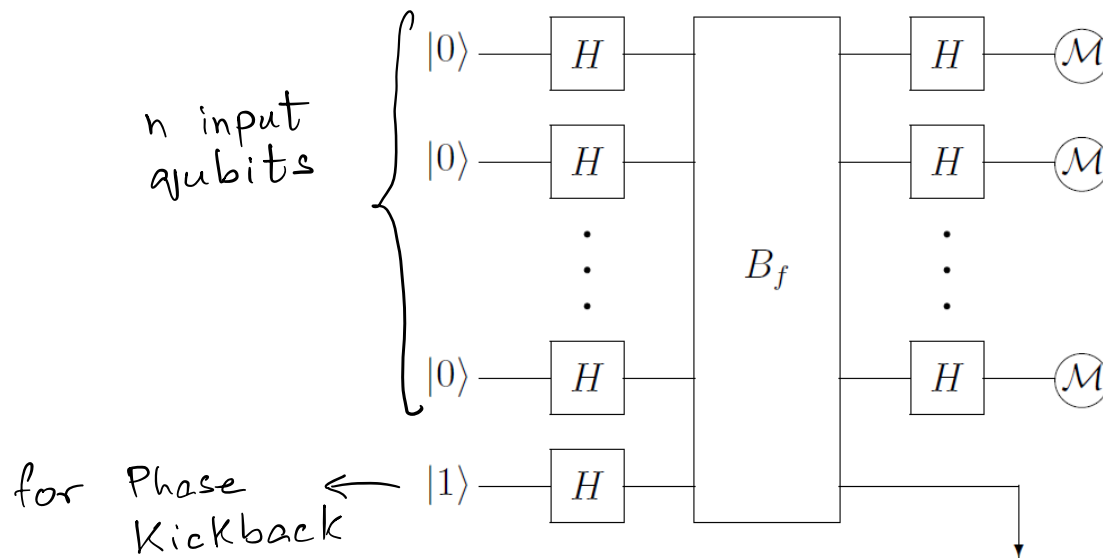 |0⟩ H H M
n input
qubits
|0⟩ H H M
B_f
|0⟩ H H M
for Phase
Kickback
|1⟩ H